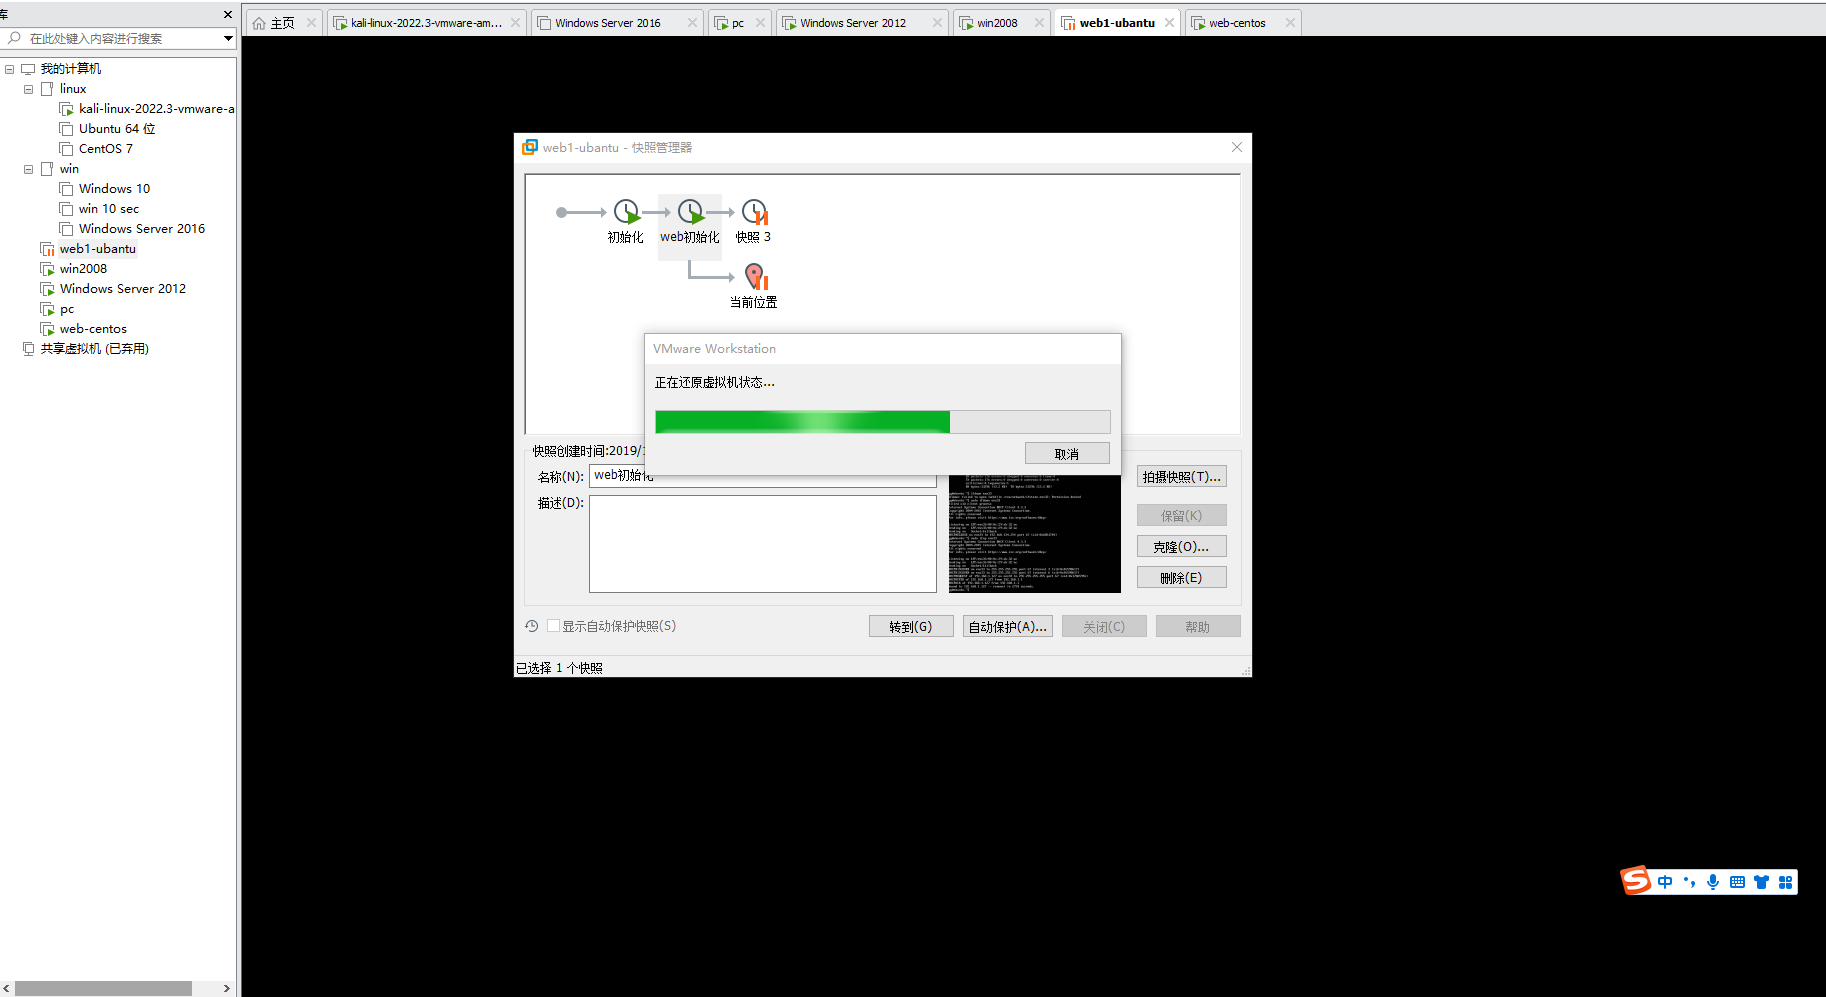 库
主页
kali-linux-2022.3-vmware-am...
Windows Server 2016
pc
Windows Server 2012
win2008
web1-ubantu
web-centos
在此处键入内容进行搜索
我的计算机
linux
kali-linux-2022.3-vmware-a
Ubuntu 64 位
CentOS 7
win
Windows 10
win 10 sec
Windows Server 2016
web1-ubantu
win2008
Windows Server 2012
pc
web-centos
共享虚拟机 (已弃用)
web1-ubantu - 快照管理器
初始化
web初始化
快照 3
当前位置
VMware Workstation
正在还原虚拟机状态...
取消
快照创建时间:2019/
名称(N):
web初始化
描述(D):
拍摄快照(T)...
保留(K)
克隆(O)...
删除(E)
显示自动保护快照(S)
转到(G)
自动保护(A)...
关闭(C)
帮助
已选择 1 个快照
中